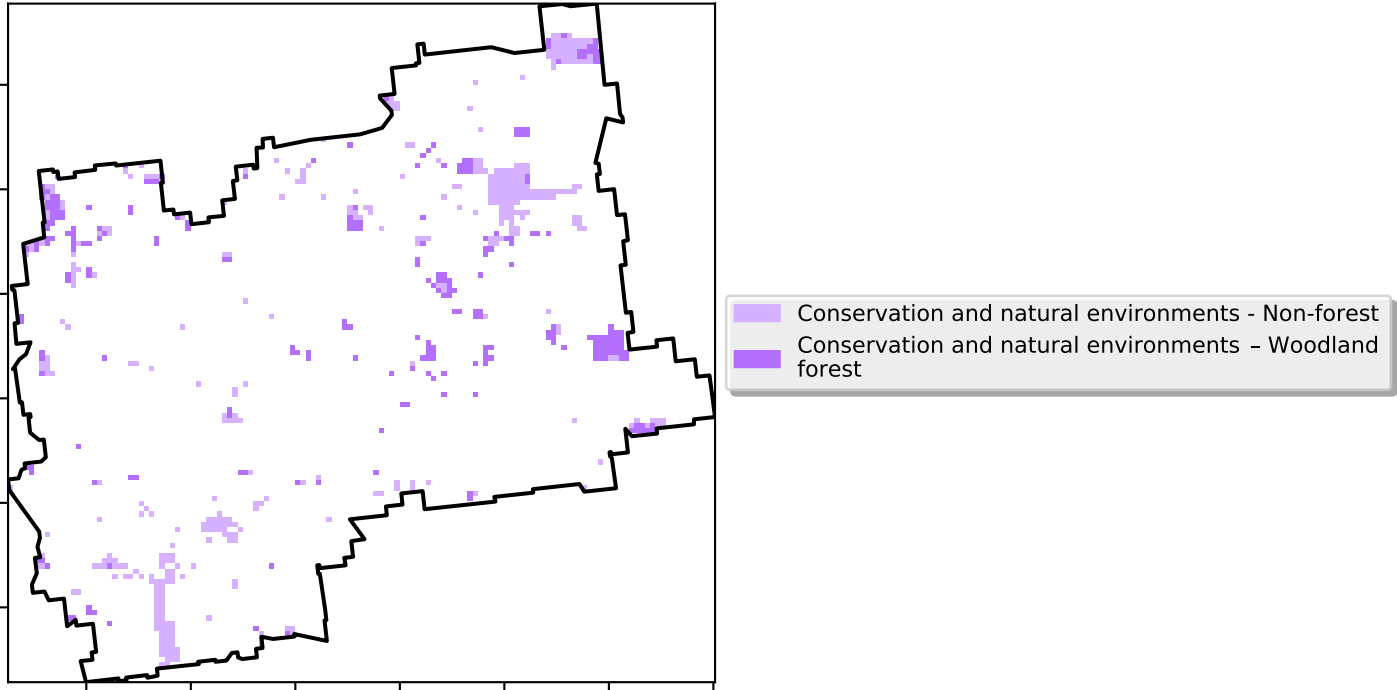 Conservation and natural environments - Non-forest
Conservation and natural environments – Woodland
forest